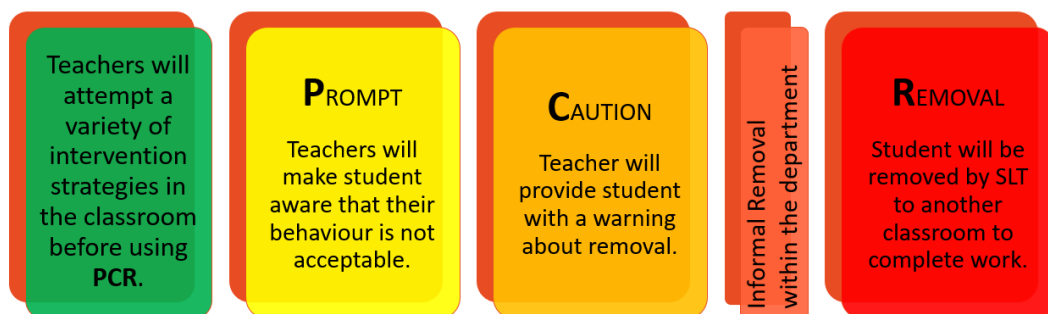 Teachers will
attempt a
variety of
intervention
strategies in
the classroom
before using
PCR.
PROMPT
Teachers will
make student
aware that their
behaviour is not
acceptable.
CAUTION
Teacher will
provide student
with a warning
about removal.
Informal Removal
within the department
REMOVAL
Student will be
removed by SLT
to another
classroom to
complete work.